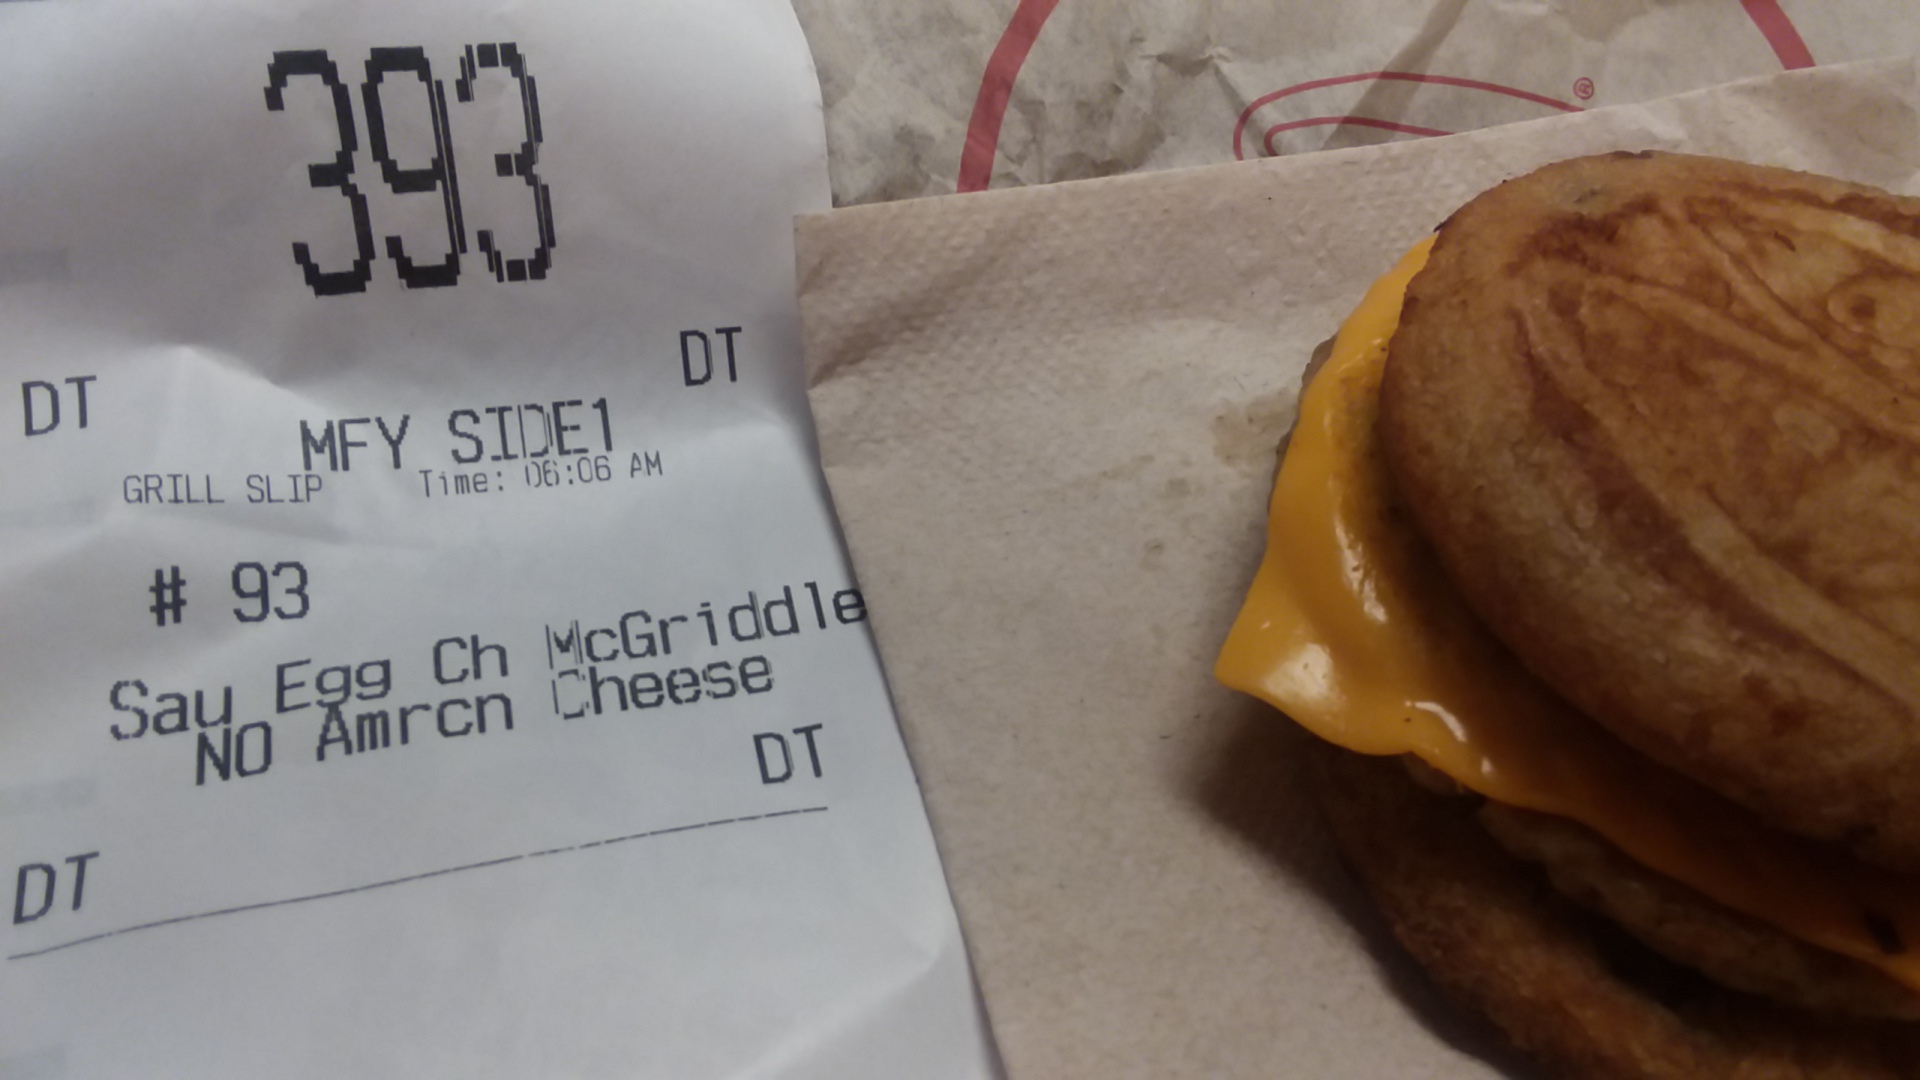 393
DT
DT
MFY SIDE1
GRILL SLIP Time: 06:06 AM
# 93
Sau Egg Ch McGriddle
NO Amrcn Cheese
DT
DT
®